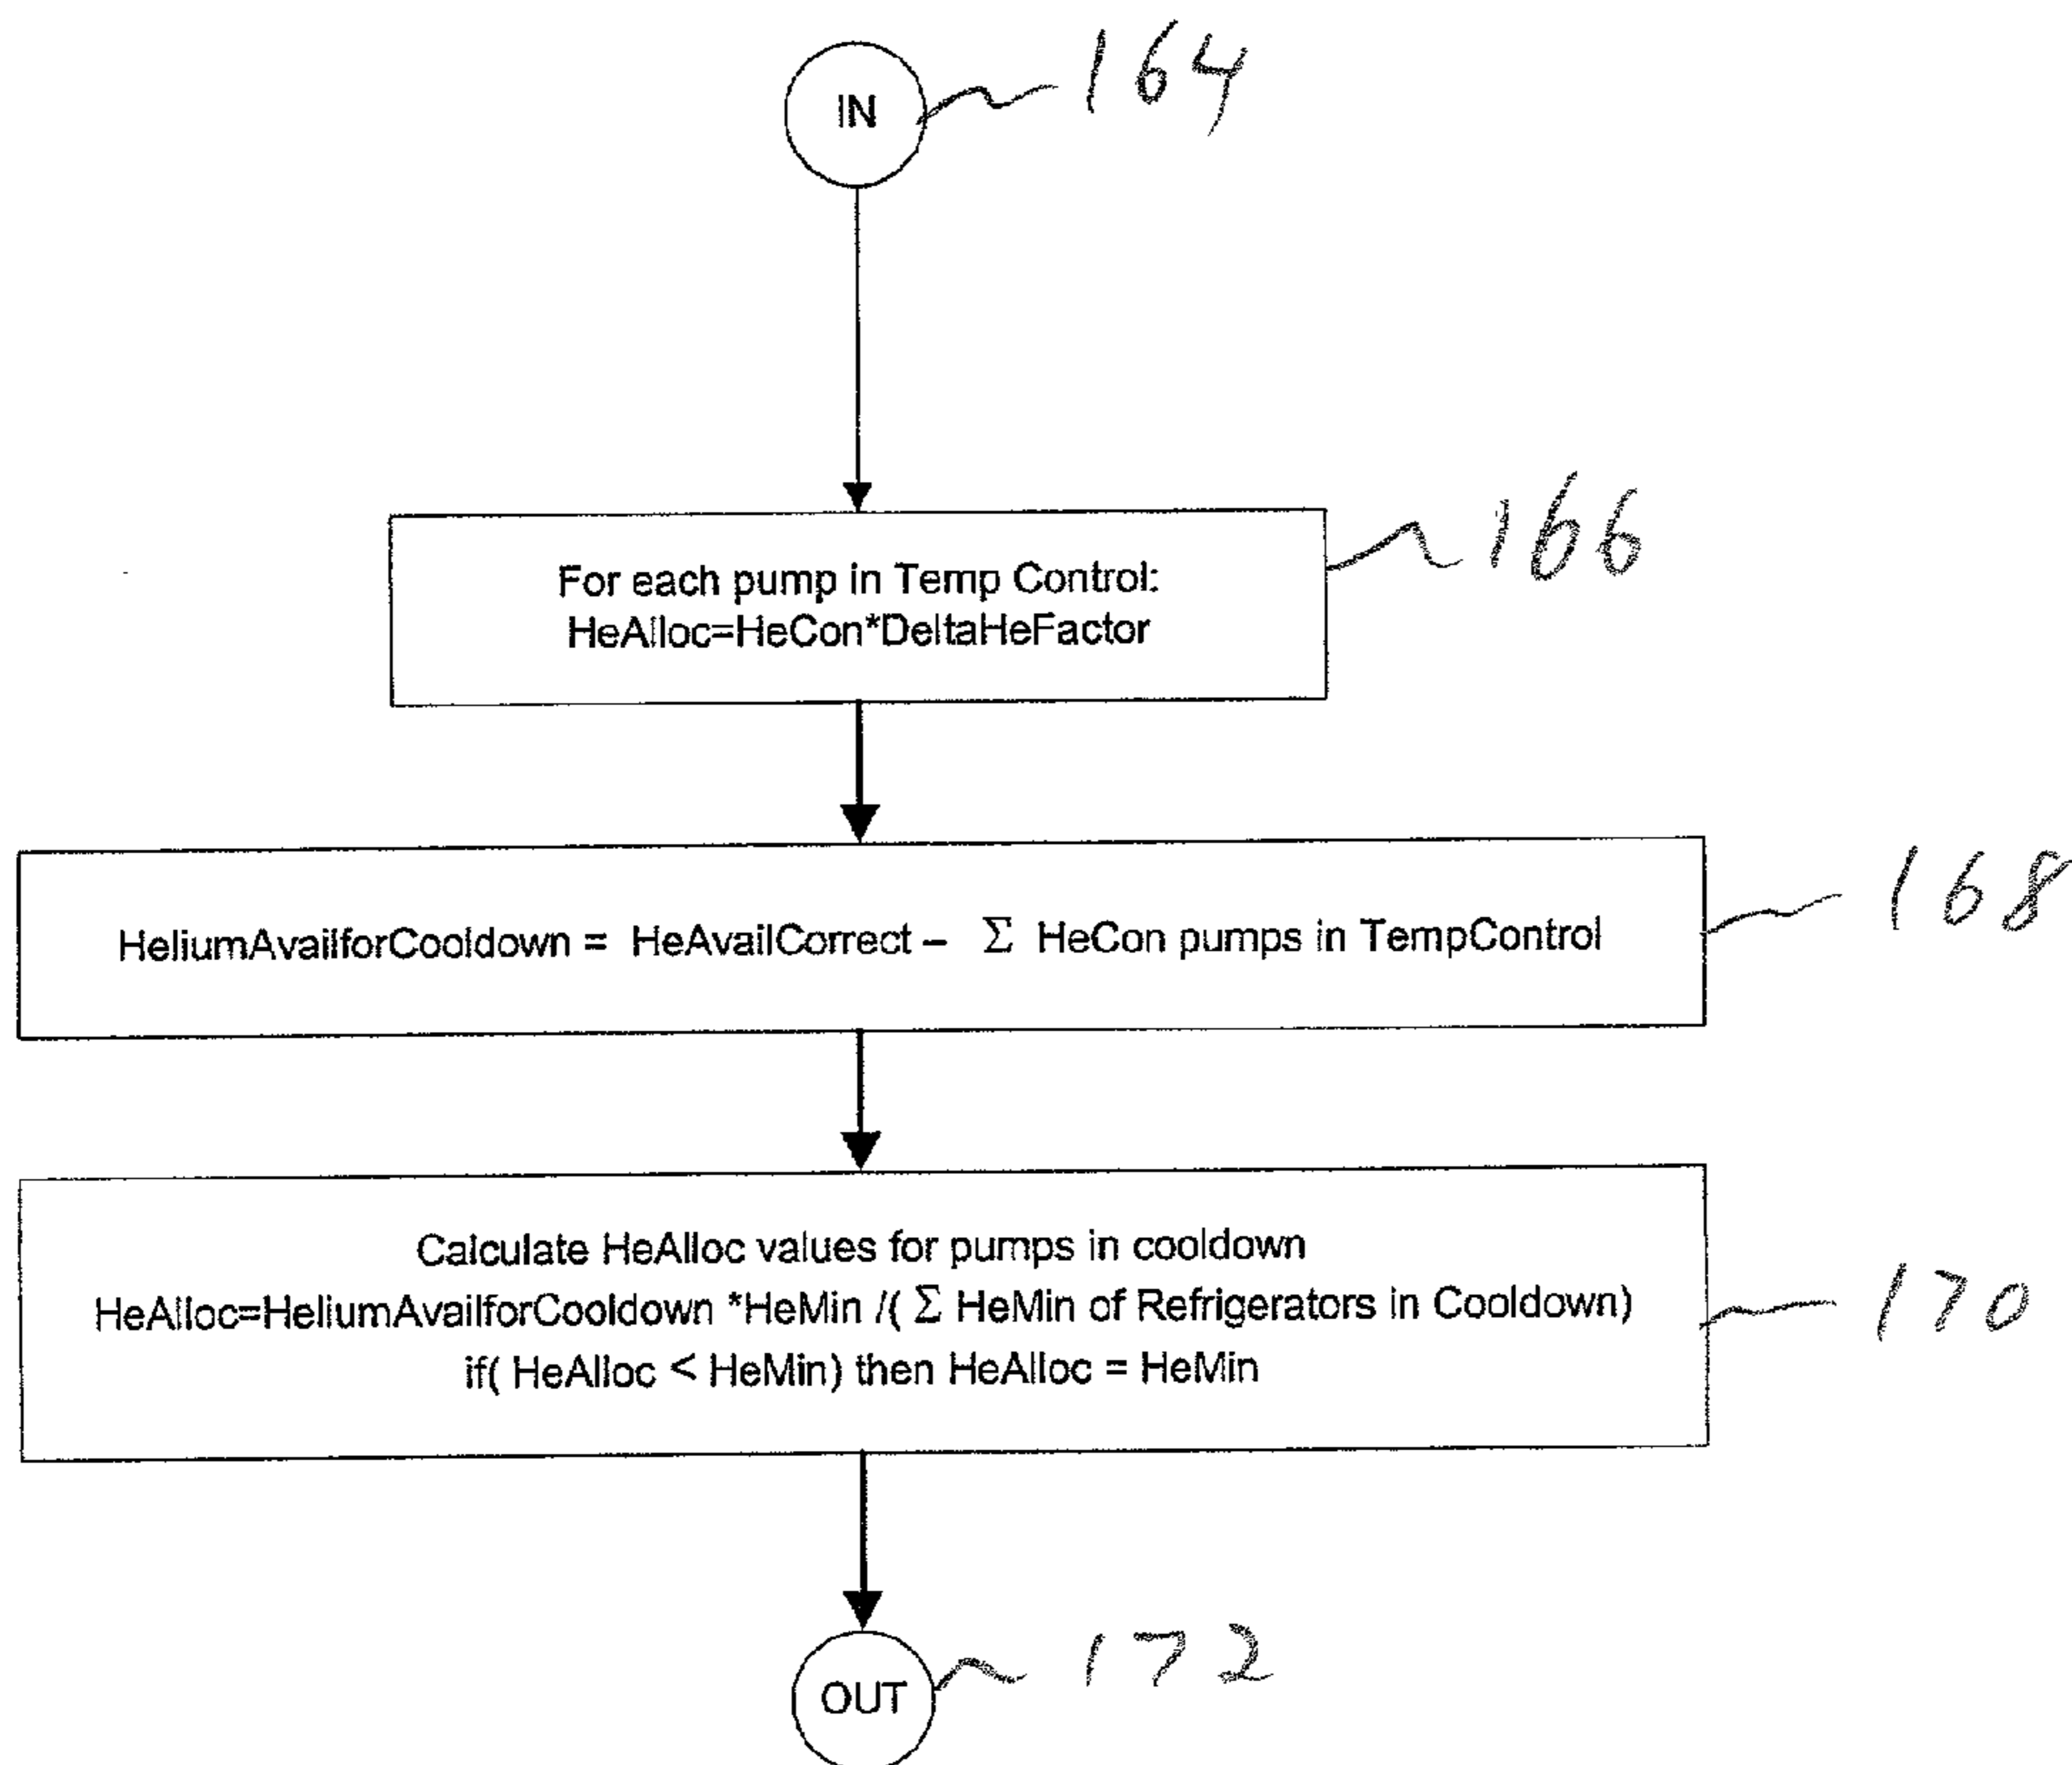 IN
164
For each pump in Temp Control:
HeAlloc=HeCon*DeltaHeFactor
166
HeliumAvailforCooldown = HeAvailCorrect – Σ HeCon pumps in TempControl
168
Calculate HeAlloc values for pumps in cooldown
HeAlloc=HeliumAvailforCooldown *HeMin /( Σ HeMin of Refrigerators in Cooldown)
if( HeAlloc < HeMin) then HeAlloc = HeMin
170
OUT
172